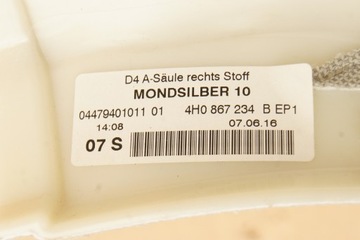 D4 A-Säule rechts Stoff
MONDSILBER 10
04479401011 01 4H0 867 234 B EP1
14:08 07.06.16
07 S